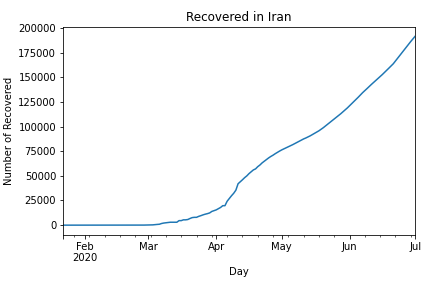 Recovered in Iran
Number of Recovered
200000
175000
150000
125000
100000
75000
50000
25000
0
Feb
2020
Mar
Apr
May
Jun
Jul
Day